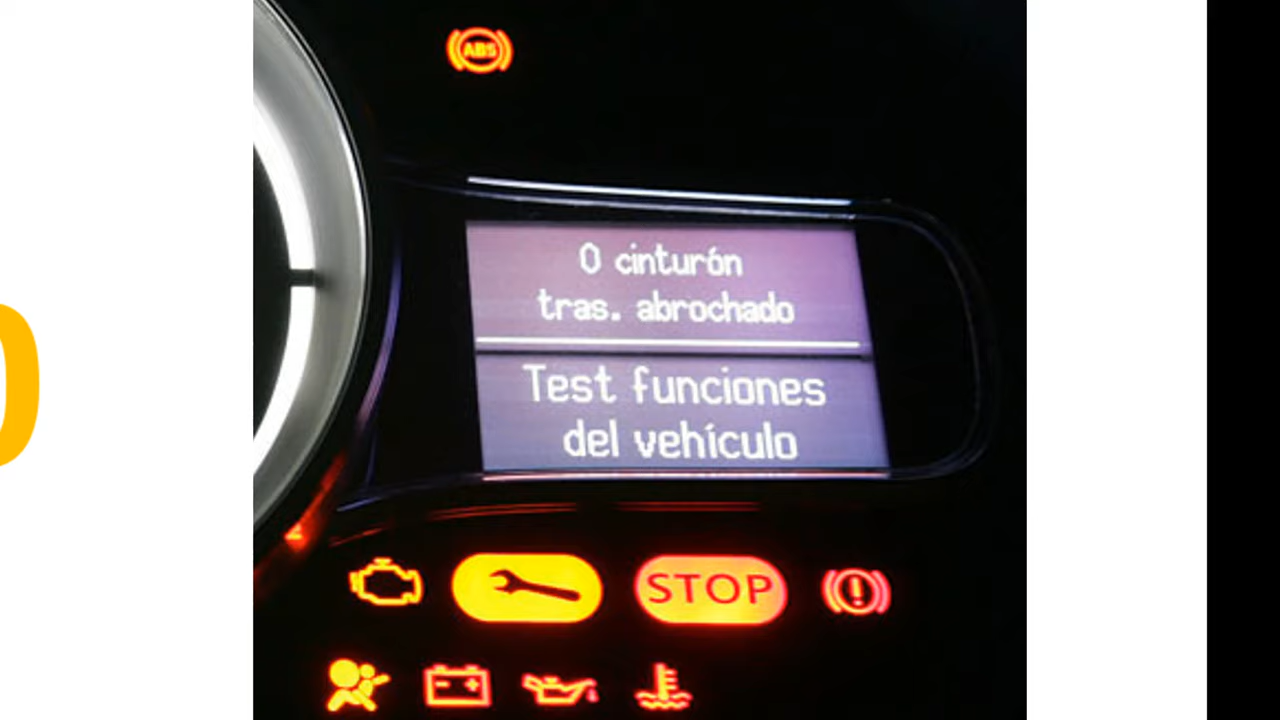 ABS
0 cinturón
tras. abrochado
Test funciones
del vehículo
STOP